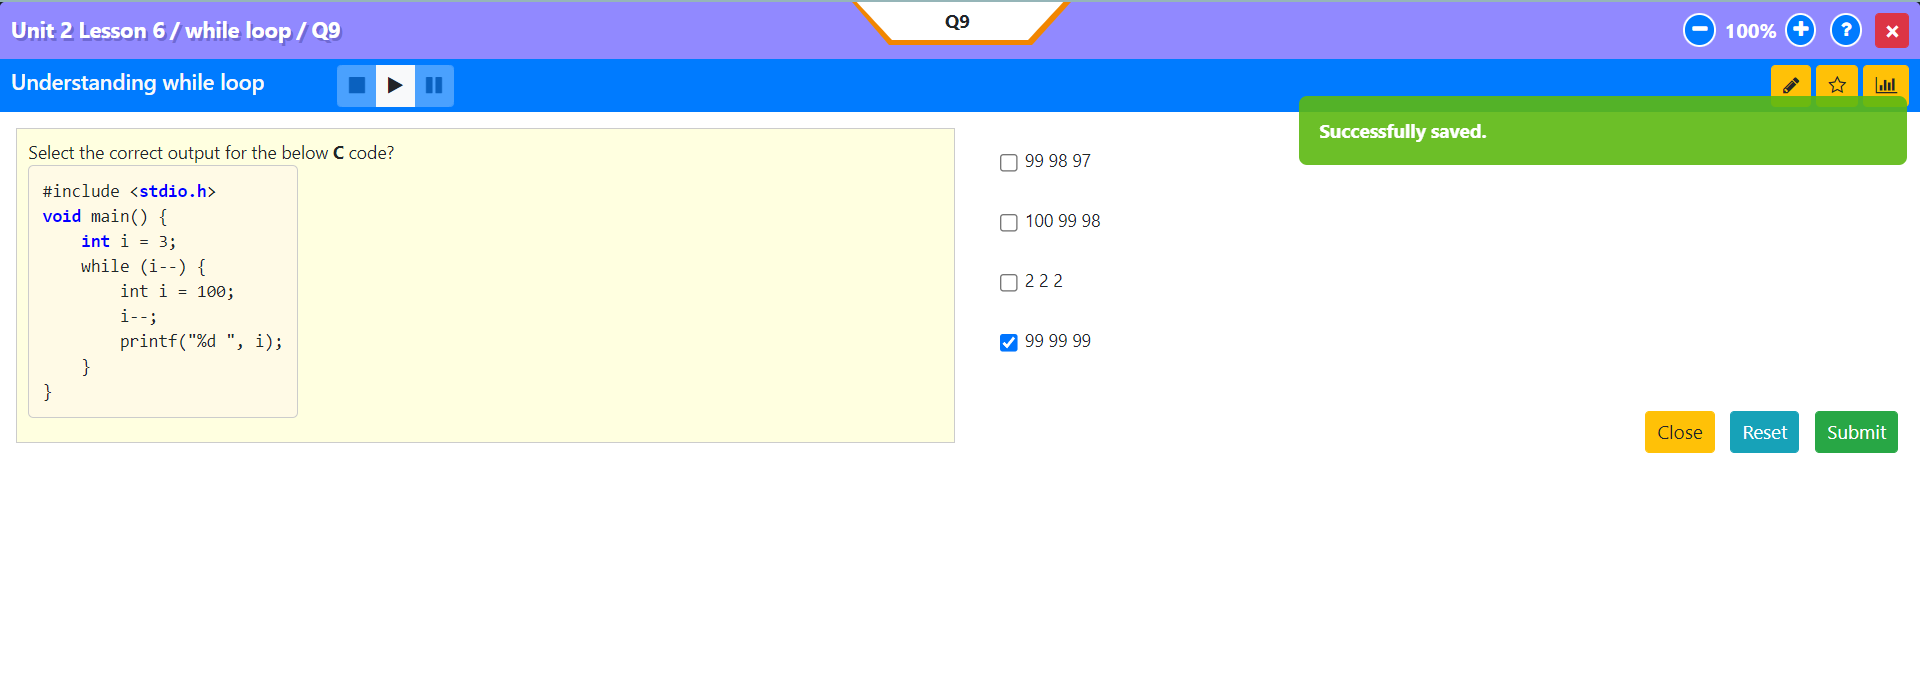 Unit 2 Lesson 6 / while loop / Q9
Q9
100%
Understanding while loop
Successfully saved.
Select the correct output for the below C code?
#include <stdio.h>
void main() {
    int i = 3;
    while (i--) {
        int i = 100;
        i--;
        printf("%d ", i);
    }
}
99 98 97
100 99 98
2 2 2
99 99 99
Close Reset Submit